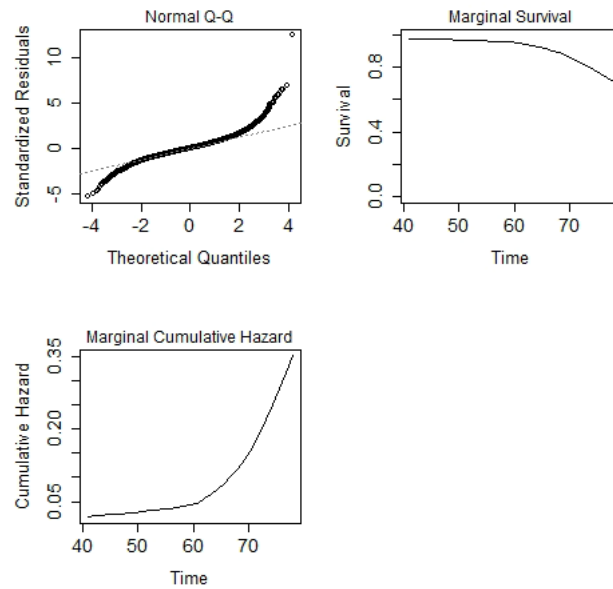 Normal Q-Q
Standardized Residuals
10
5
0
-5
-4 -2 0 2 4
Theoretical Quantiles
Marginal Survival
Survival
0.8
0.4
0.0
40 50 60 70
Time
Marginal Cumulative Hazard
Cumulative Hazard
0.35
0.20
0.05
40 50 60 70
Time